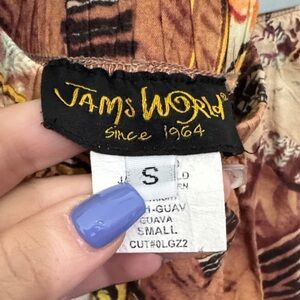 JAMS WORLD
Since 1964
S
GUAVA
SMALL
CUT#0LGZ2